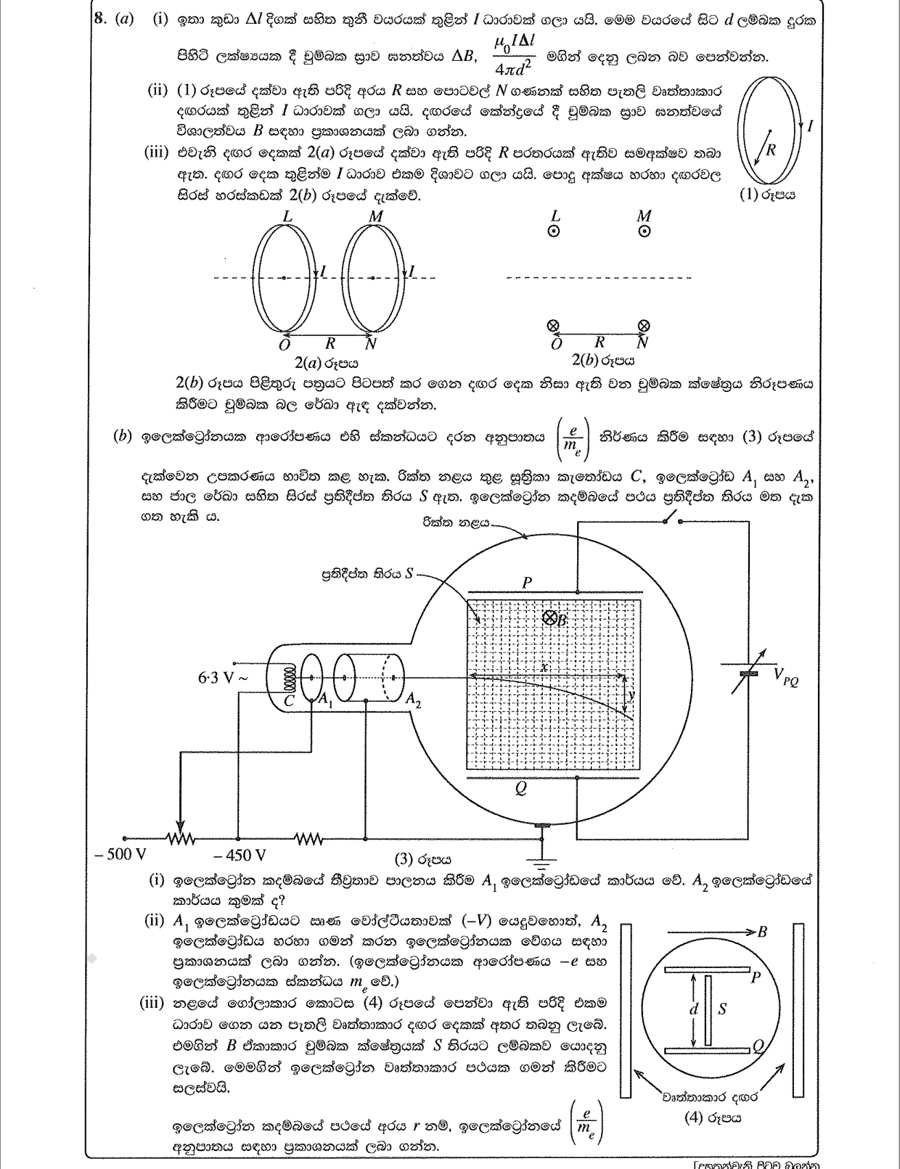 8. (a) (i) ඉතා කුඩා Δl දිගක් සහිත තුනී වයරයක් තුළින් I ධාරාවක් ගලා යයි. මෙම වයරයේ සිට d ලම්බක දුරක
පිහිටි ලක්ෂ්‍යයක දී චුම්බක ස්‍රාව ඝනත්වය ΔB, μ₀IΔl / 4πd² මගින් දෙනු ලබන බව පෙන්වන්න.
(ii) (1) රූපයේ දක්වා ඇති පරිදි අරය R සහ පොටවල් N ගණනක් සහිත පැතලි වෘත්තාකාර
දඟරයක් තුළින් I ධාරාවක් ගලා යයි. දඟරයේ කේන්ද්‍රයේ දී චුම්බක ස්‍රාව ඝනත්වයේ
විශාලත්වය B සඳහා ප්‍රකාශනයක් ලබා ගන්න.
I
R
(1) රූපය
(iii) එවැනි දඟර දෙකක් 2(a) රූපයේ දක්වා ඇති පරිදි R පරතරයක් ඇතිව සමඅක්ෂව තබා
ඇත. දඟර දෙක තුළින්ම I ධාරාව එකම දිශාවට ගලා යයි. පොදු අක්ෂය හරහා දඟරවල
සිරස් හරස්කඩක් 2(b) රූපයේ දැක්වේ.
L M L M
I I
O R N O R N
2(a) රූපය 2(b) රූපය
2(b) රූපය පිළිතුරු පත්‍රයට පිටපත් කර ගෙන දඟර දෙක නිසා ඇති වන චුම්බක ක්ෂේත්‍රය නිරූපණය
කිරීමට චුම්බක බල රේඛා ඇඳ දක්වන්න.
(b) ඉලෙක්ට්‍රෝනයක ආරෝපණය එහි ස්කන්ධයට දරන අනුපාතය (e/mₑ) නිර්ණය කිරීම සඳහා (3) රූපයේ
දැක්වෙන උපකරණය භාවිත කළ හැක. රික්ත නළය තුළ සූත්‍රිකා කැතෝඩය C, ඉලෙක්ට්‍රෝඩ A₁ සහ A₂,
සහ ජාල රේඛා සහිත සිරස් ප්‍රතිදීප්ත තිරය S ඇත. ඉලෙක්ට්‍රෝන කදම්බයේ පථය ප්‍රතිදීප්ත තිරය මත දැක
ගත හැකි ය.
රික්ත නළය
ප්‍රතිදීප්ත තිරය S
P
B
x
6·3 V ~
C A₁ A₂
y
V_PQ
Q
– 500 V – 450 V
(3) රූපය
(i) ඉලෙක්ට්‍රෝන කදම්බයේ තීව්‍රතාව පාලනය කිරීම A₁ ඉලෙක්ට්‍රෝඩයේ කාර්යය වේ. A₂ ඉලෙක්ට්‍රෝඩයේ
කාර්යය කුමක් ද?
(ii) A₁ ඉලෙක්ට්‍රෝඩයට ඍණ වෝල්ටීයතාවක් (–V) යෙදුවහොත්, A₂
ඉලෙක්ට්‍රෝඩය හරහා ගමන් කරන ඉලෙක්ට්‍රෝනයක වේගය සඳහා
ප්‍රකාශනයක් ලබා ගන්න. (ඉලෙක්ට්‍රෝනයක ආරෝපණය –e සහ
ඉලෙක්ට්‍රෝනයක ස්කන්ධය mₑ වේ.)
(iii) නළයේ ගෝලාකාර කොටස (4) රූපයේ පෙන්වා ඇති පරිදි එකම
ධාරාව ගෙන යන පැතලි වෘත්තාකාර දඟර දෙකක් අතර තබනු ලැබේ.
එමගින් B ඒකාකාර චුම්බක ක්ෂේත්‍රයක් S තිරයට ලම්බකව යොදනු
ලැබේ. මෙමගින් ඉලෙක්ට්‍රෝන වෘත්තාකාර පථයක ගමන් කිරීමට
සලස්වයි.
ඉලෙක්ට්‍රෝන කදම්බයේ පථයේ අරය r නම්, ඉලෙක්ට්‍රෝනයේ (e/mₑ)
අනුපාතය සඳහා ප්‍රකාශනයක් ලබා ගන්න.
B
P
d S
Q
වෘත්තාකාර දඟර
(4) රූපය